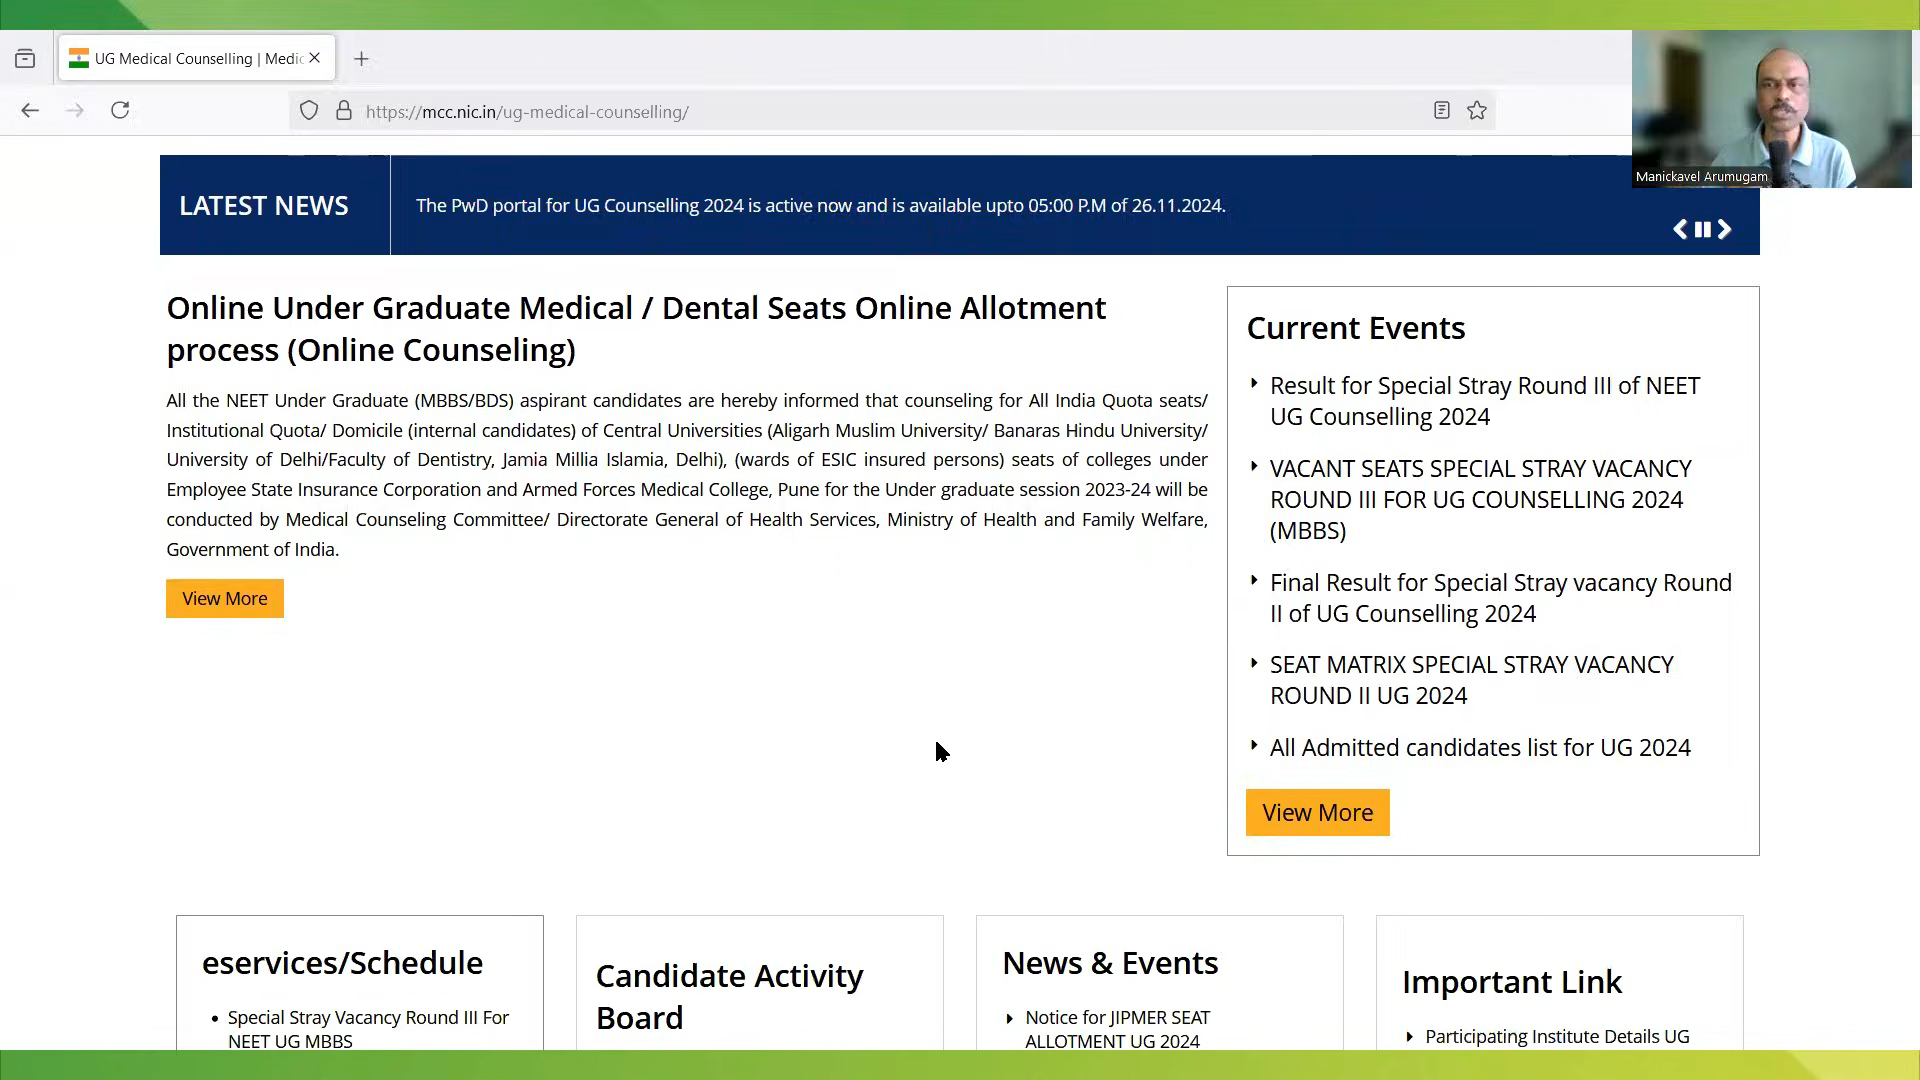 UG Medical Counselling | Medic
https://mcc.nic.in/ug-medical-counselling/
Manickavel Arumugam
LATEST NEWS
The PwD portal for UG Counselling 2024 is active now and is available upto 05:00 P.M of 26.11.2024.
Online Under Graduate Medical / Dental Seats Online Allotment
process (Online Counseling)
All the NEET Under Graduate (MBBS/BDS) aspirant candidates are hereby informed that counseling for All India Quota seats/
Institutional Quota/ Domicile (internal candidates) of Central Universities (Aligarh Muslim University/ Banaras Hindu University/
University of Delhi/Faculty of Dentistry, Jamia Millia Islamia, Delhi), (wards of ESIC insured persons) seats of colleges under
Employee State Insurance Corporation and Armed Forces Medical College, Pune for the Under graduate session 2023-24 will be
conducted by Medical Counseling Committee/ Directorate General of Health Services, Ministry of Health and Family Welfare,
Government of India.
View More
Current Events
Result for Special Stray Round III of NEET
UG Counselling 2024
VACANT SEATS SPECIAL STRAY VACANCY
ROUND III FOR UG COUNSELLING 2024
(MBBS)
Final Result for Special Stray vacancy Round
II of UG Counselling 2024
SEAT MATRIX SPECIAL STRAY VACANCY
ROUND II UG 2024
All Admitted candidates list for UG 2024
View More
eservices/Schedule
Special Stray Vacancy Round III For
NEET UG MBBS
Candidate Activity
Board
News & Events
Notice for JIPMER SEAT
ALLOTMENT UG 2024
Important Link
Participating Institute Details UG